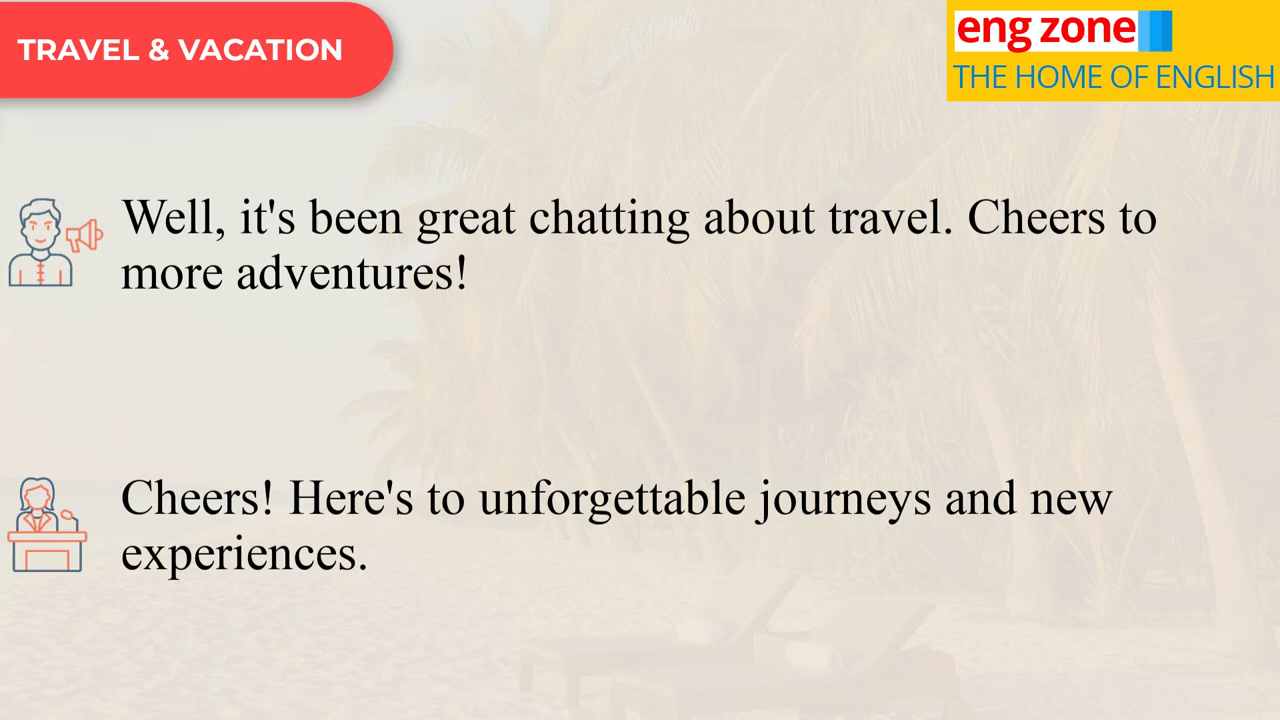 TRAVEL & VACATION
eng zone
THE HOME OF ENGLISH
Well, it's been great chatting about travel. Cheers to
more adventures!
Cheers! Here's to unforgettable journeys and new
experiences.